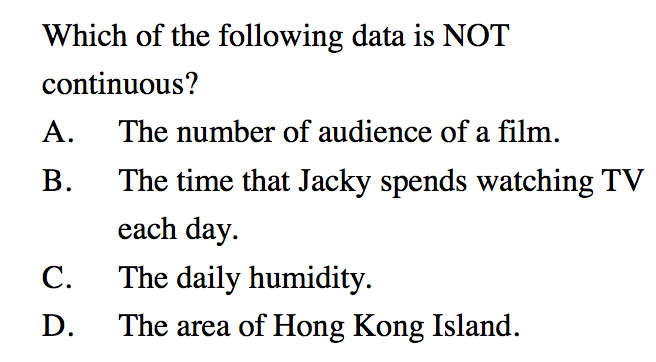 Which of the following data is NOT
continuous?
A. The number of audience of a film.
B. The time that Jacky spends watching TV
each day.
C. The daily humidity.
D. The area of Hong Kong Island.